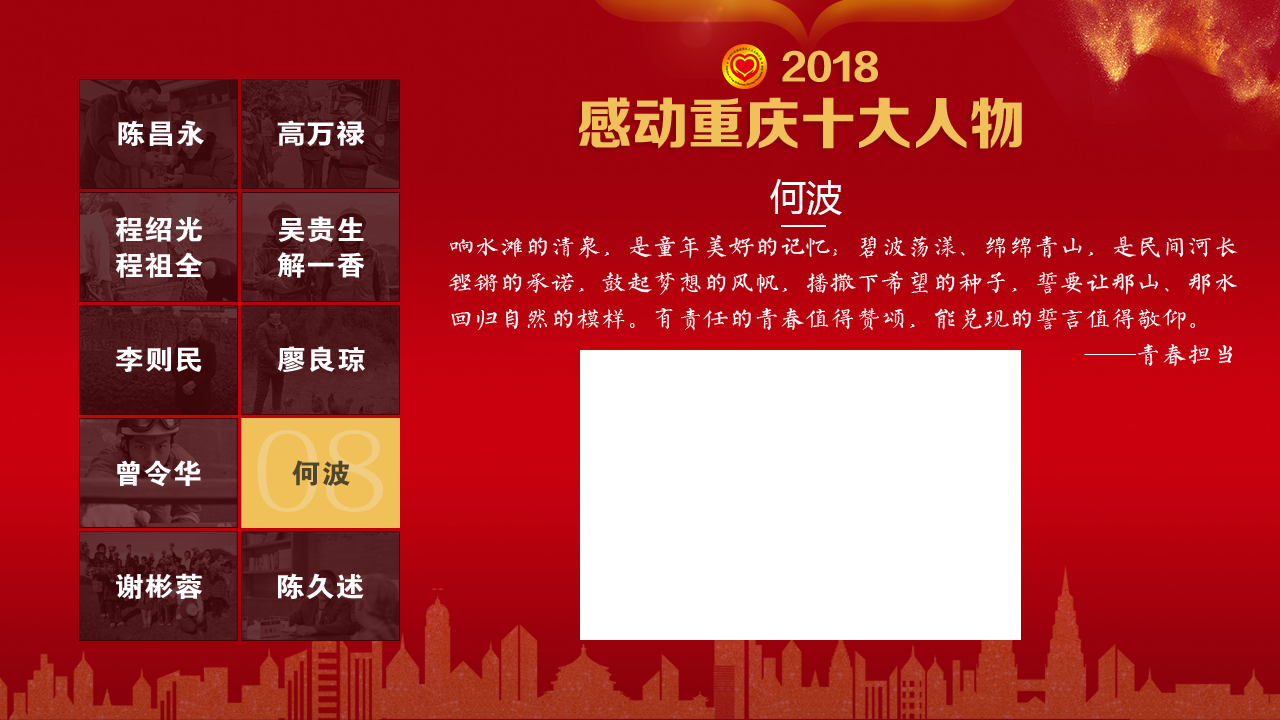 2018
感动重庆十大人物
陈昌永
高万禄
程绍光
程祖全
吴贵生
解一香
李则民
廖良琼
曾令华
08
何波
谢彬蓉
陈久述
何波
响水滩的清泉，是童年美好的记忆；碧波荡漾、绵绵青山，是民间河长
铿锵的承诺，鼓起梦想的风帆，播撒下希望的种子，誓要让那山、那水
回归自然的模样。有责任的青春值得赞颂，能兑现的誓言值得敬仰。
——青春担当